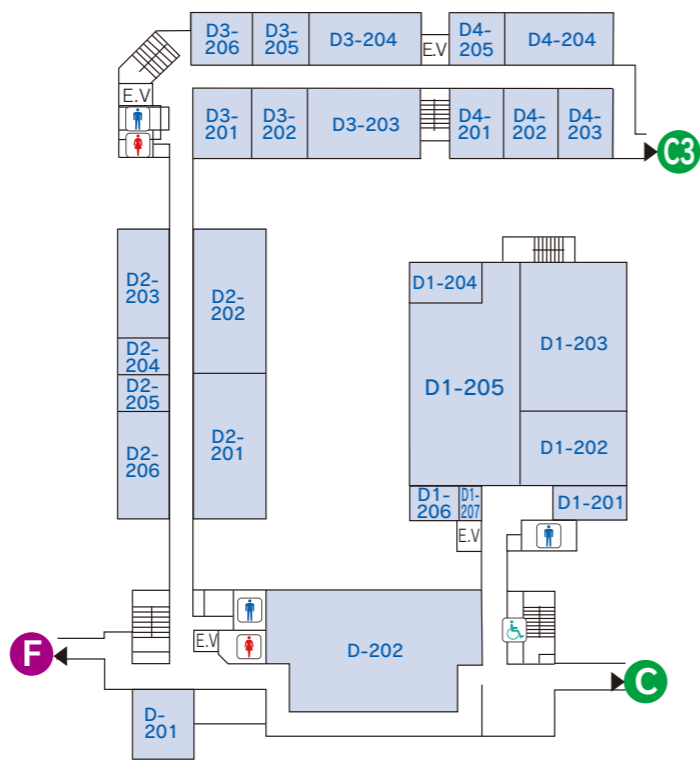 D3-
206
D3-
205
D3-204
E.V
D4-
205
D4-204
E.V
D3-
201
D3-
202
D3-203
D4-
201
D4-
202
D4-
203
C3
D2-
203
D2-
202
D1-204
D1-203
D2-
204
D2-
205
D1-205
D2-
206
D2-
201
D1-202
D1-
206
D1-
207
D1-201
E.V
F
E.V
D-202
C
D-
201